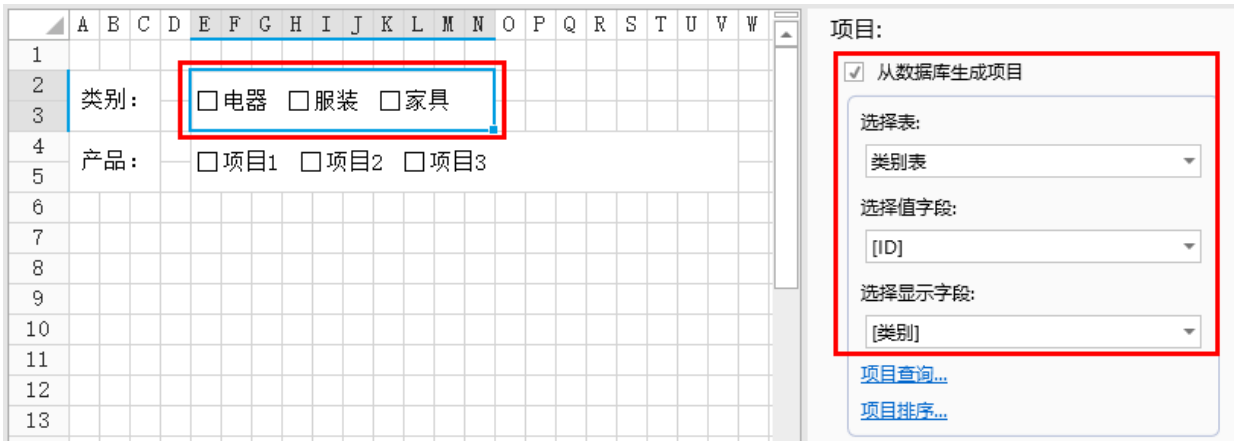 A B C D E F G H I J K L M N O P Q R S T U V W
1
2
3
类别：
电器 服装 家具
4
5
产品：
项目1 项目2 项目3
6
7
8
9
10
11
12
13
项目:
从数据库生成项目
选择表:
类别表
选择值字段:
[ID]
选择显示字段:
[类别]
项目查询...
项目排序...